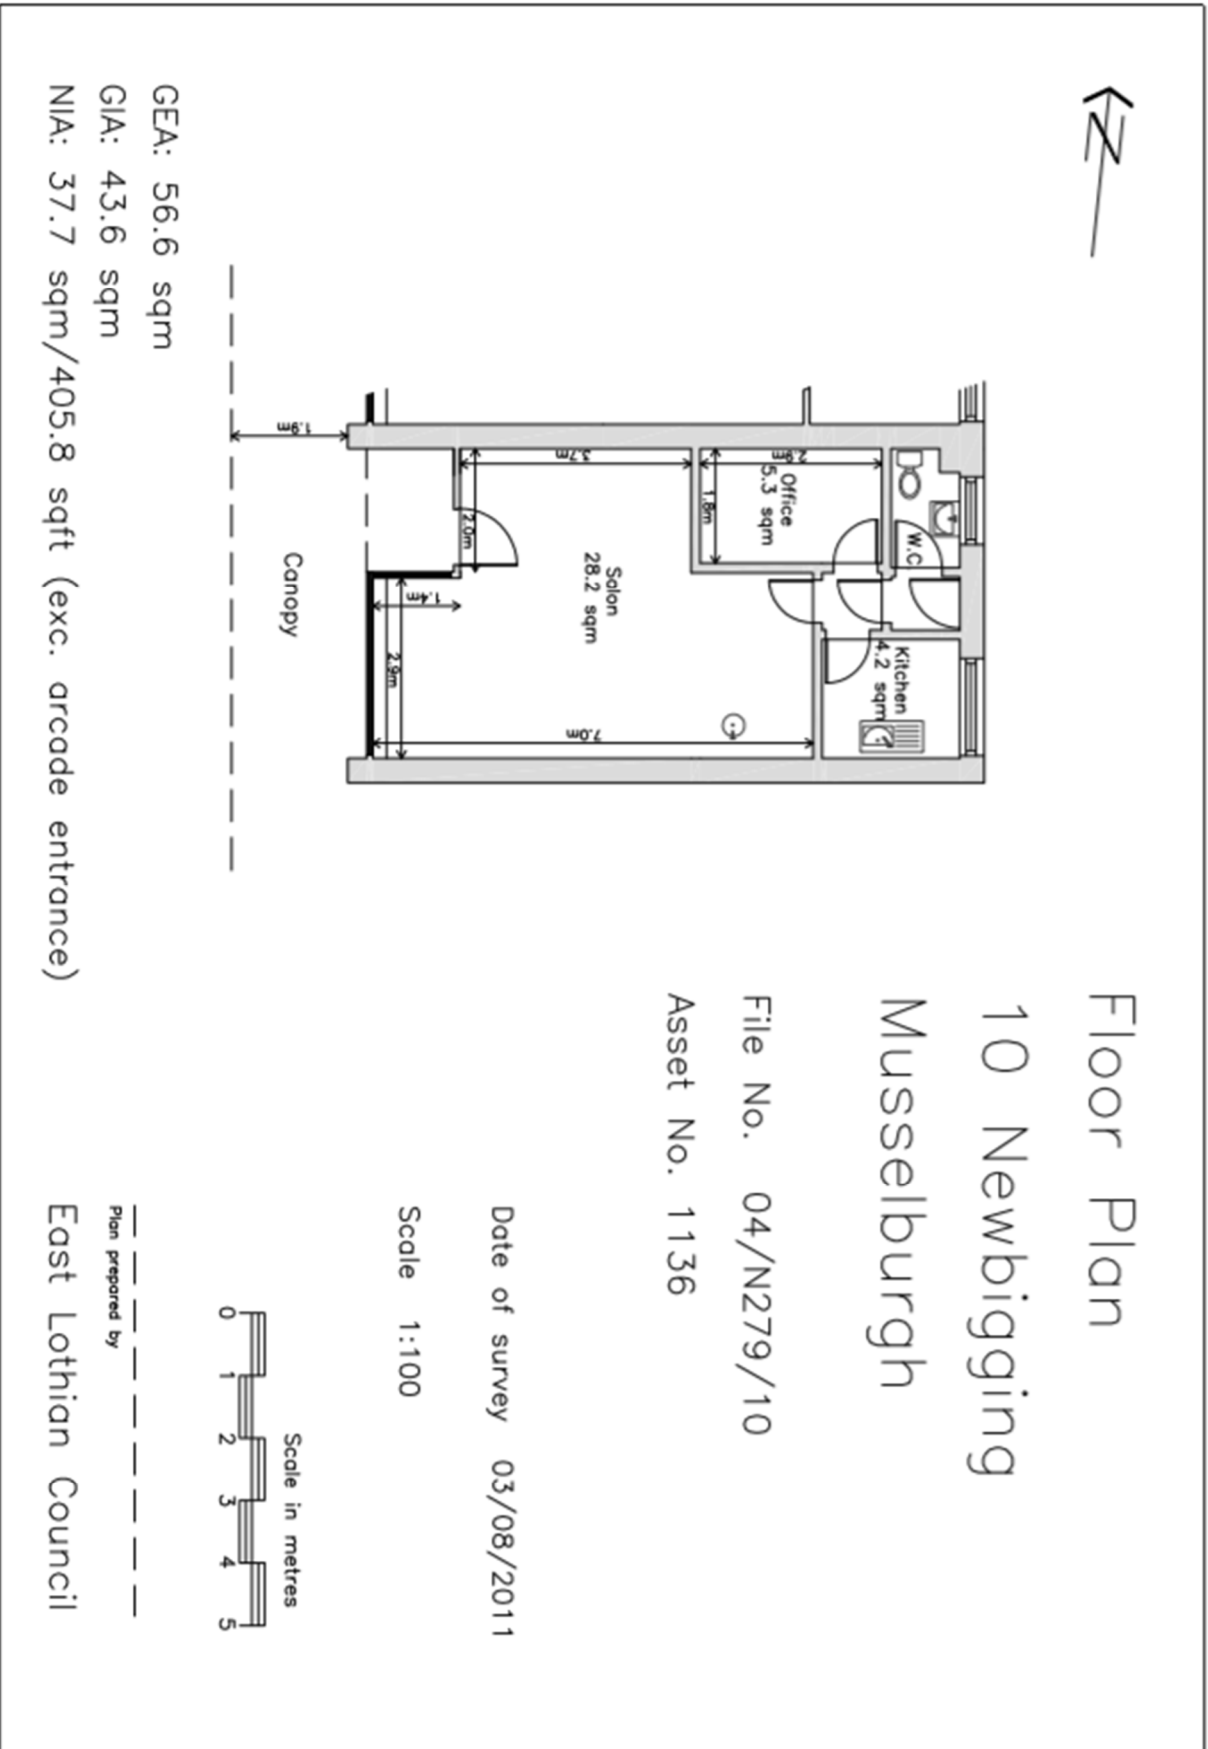 Floor Plan
10 Newbigging
Musselburgh
File No. 04/N279/10
Asset No. 1136
Date of survey 03/08/2011
Scale 1:100
Scale in metres
0 1 2 3 4 5
Plan prepared by
East Lothian Council
N
W.C.
Kitchen
4.2 sqm
Office
5.3 sqm
2.9m
1.8m
Salon
28.2 sqm
3.7m
2.0m
7.0m
1.4m
2.9m
1.9m
Canopy
GEA: 56.6 sqm
GIA: 43.6 sqm
NIA: 37.7 sqm/405.8 sqft (exc. arcade entrance)